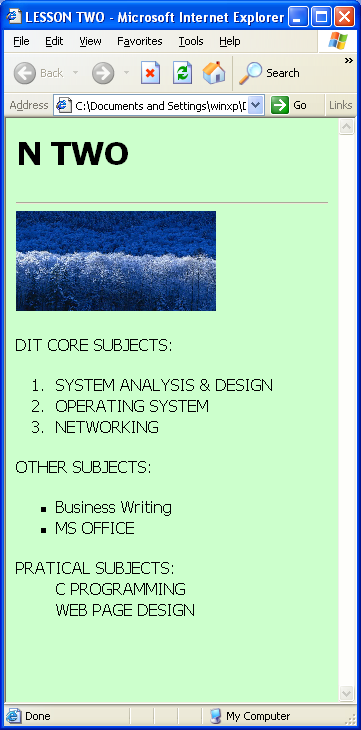 LESSON TWO - Microsoft Internet Explorer
File Edit View Favorites Tools Help
Back Search
Address C:\Documents and Settings\winxp\D Go Links
N TWO
DIT CORE SUBJECTS:
1. SYSTEM ANALYSIS & DESIGN
2. OPERATING SYSTEM
3. NETWORKING
OTHER SUBJECTS:
Business Writing
MS OFFICE
PRATICAL SUBJECTS:
C PROGRAMMING
WEB PAGE DESIGN
Done My Computer